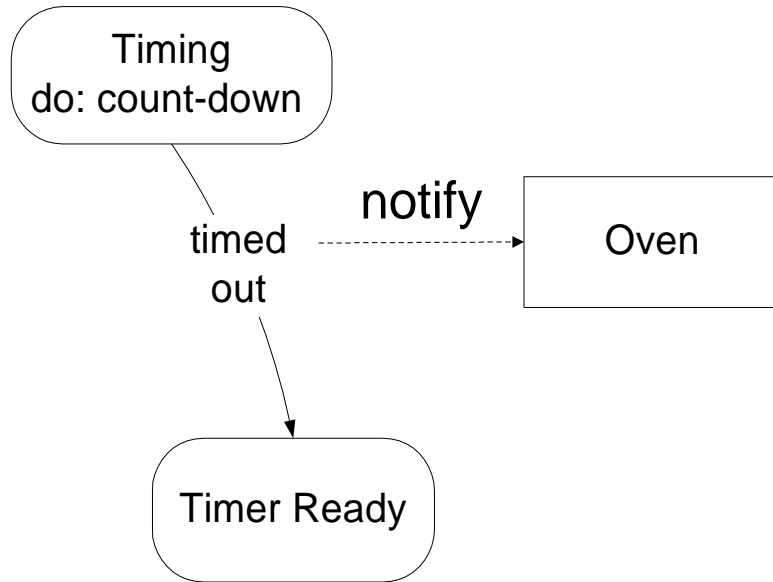 Timing
do: count-down
notify
timed
out
Oven
Timer Ready